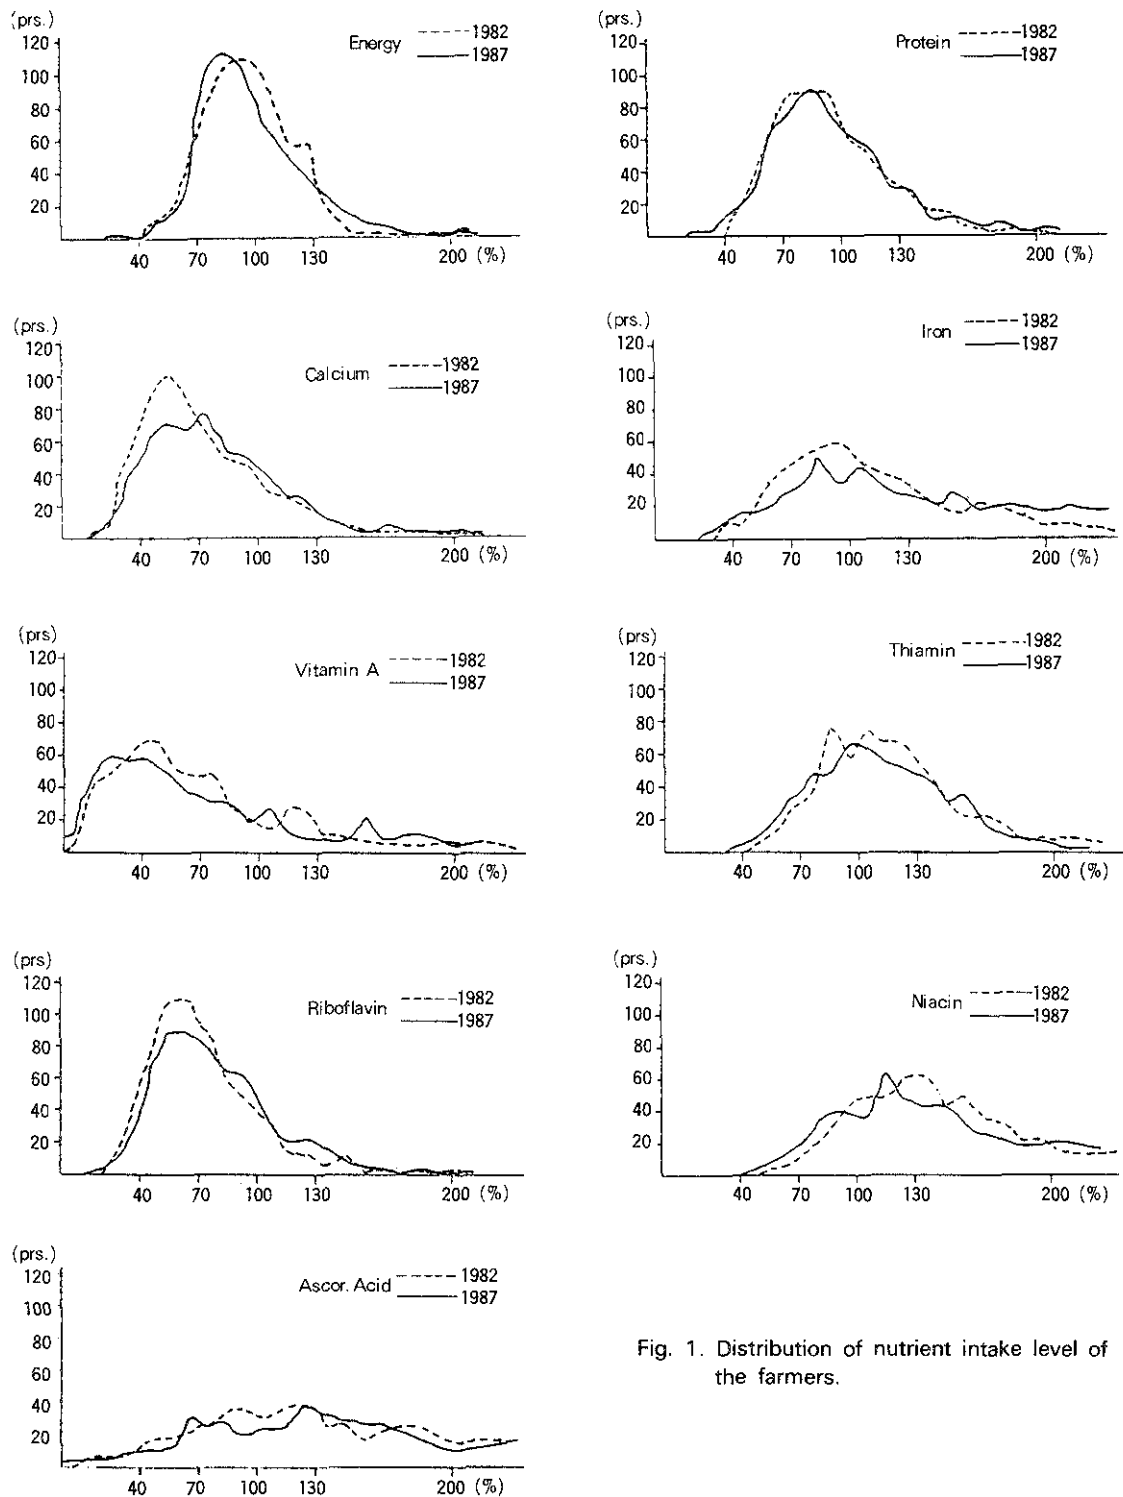 (prs.)
Energy
1982
1987
120
100
80
60
40
20
40 70 100 130 200 (%)
(prs.)
Protein
1982
1987
120
100
80
60
40
20
40 70 100 130 200 (%)
(prs.)
Calcium
1982
1987
120
100
80
60
40
20
40 70 100 130 200 (%)
(prs.)
Iron
1982
1987
120
100
80
60
40
20
40 70 100 130 200 (%)
(prs)
Vitamin A
1982
1987
120
100
80
60
40
20
40 70 100 130 200 (%)
(prs)
Thiamin
1982
1987
120
100
80
60
40
20
40 70 100 130 200 (%)
(prs)
Riboflavin
1982
1987
120
100
80
60
40
20
40 70 100 130 200 (%)
(prs.)
Niacin
1982
1987
120
100
80
60
40
20
40 70 100 130 200 (%)
(prs.)
Ascor. Acid
1982
1987
120
100
80
60
40
20
40 70 100 130 200 (%)
Fig. 1. Distribution of nutrient intake level of
the farmers.